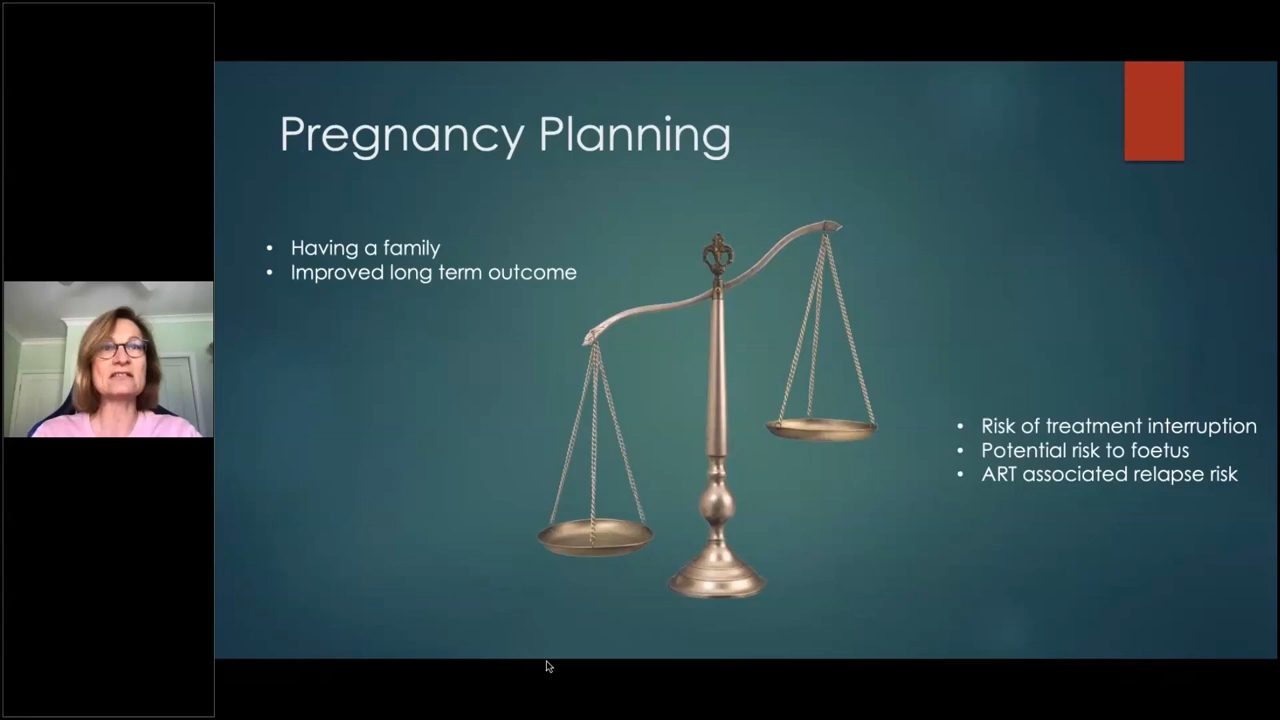 Pregnancy Planning
• Having a family
• Improved long term outcome
• Risk of treatment interruption
• Potential risk to foetus
• ART associated relapse risk